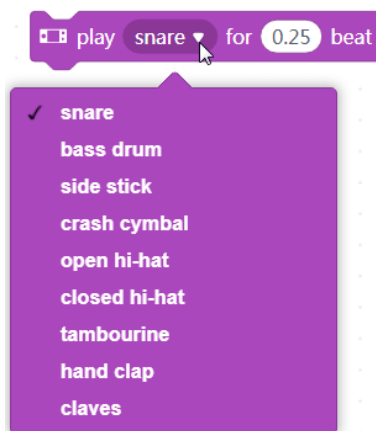 play snare for 0.25 beat
snare
bass drum
side stick
crash cymbal
open hi-hat
closed hi-hat
tambourine
hand clap
claves